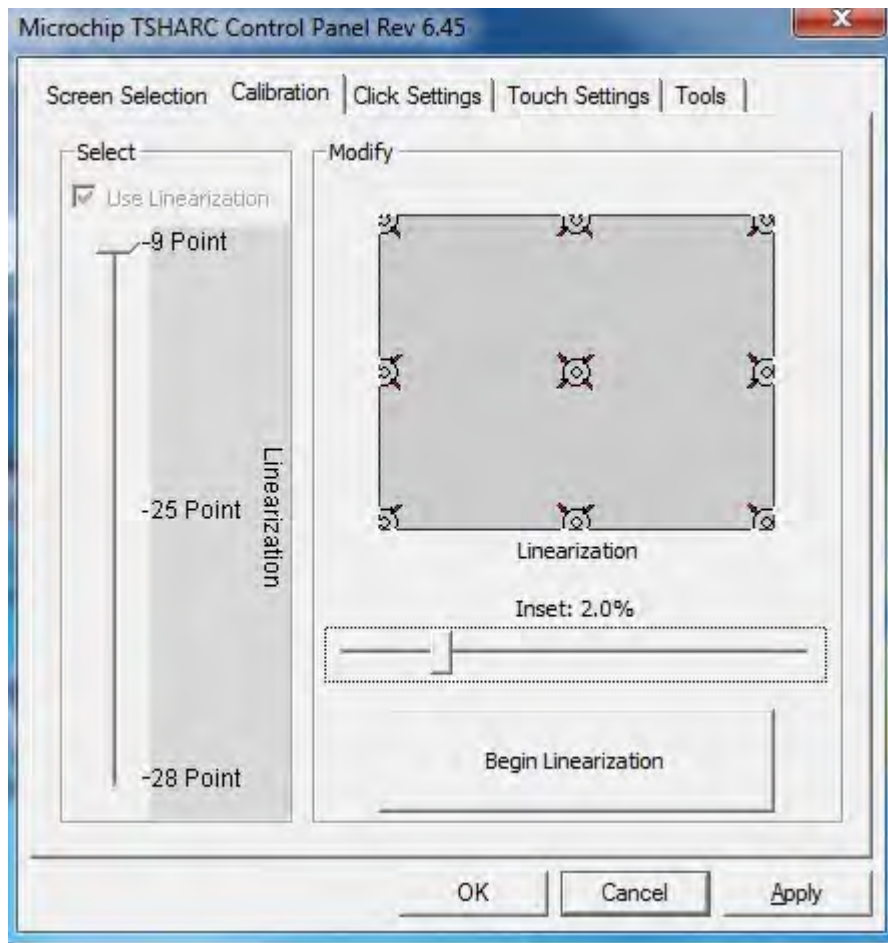 Microchip TSHARC Control Panel Rev 6.45
x
Screen Selection Calibration Click Settings Touch Settings Tools
Select
Use Linearization
-9 Point
-25 Point
-28 Point
Linearization
Modify
Linearization
Inset: 2.0%
Begin Linearization
OK Cancel Apply